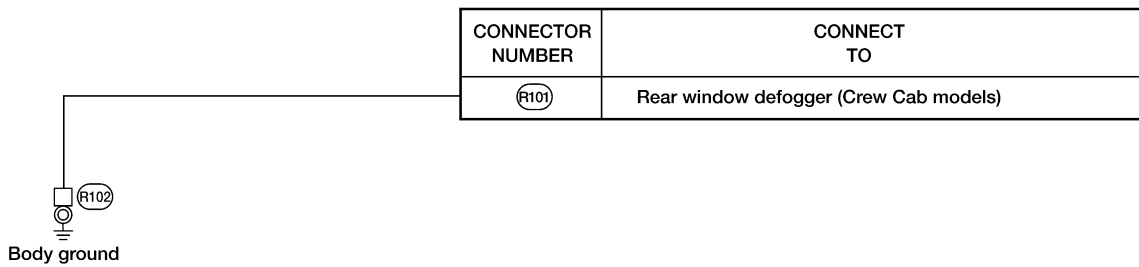 CONNECTOR NUMBER
CONNECT TO
R101
Rear window defogger (Crew Cab models)
R102
Body ground